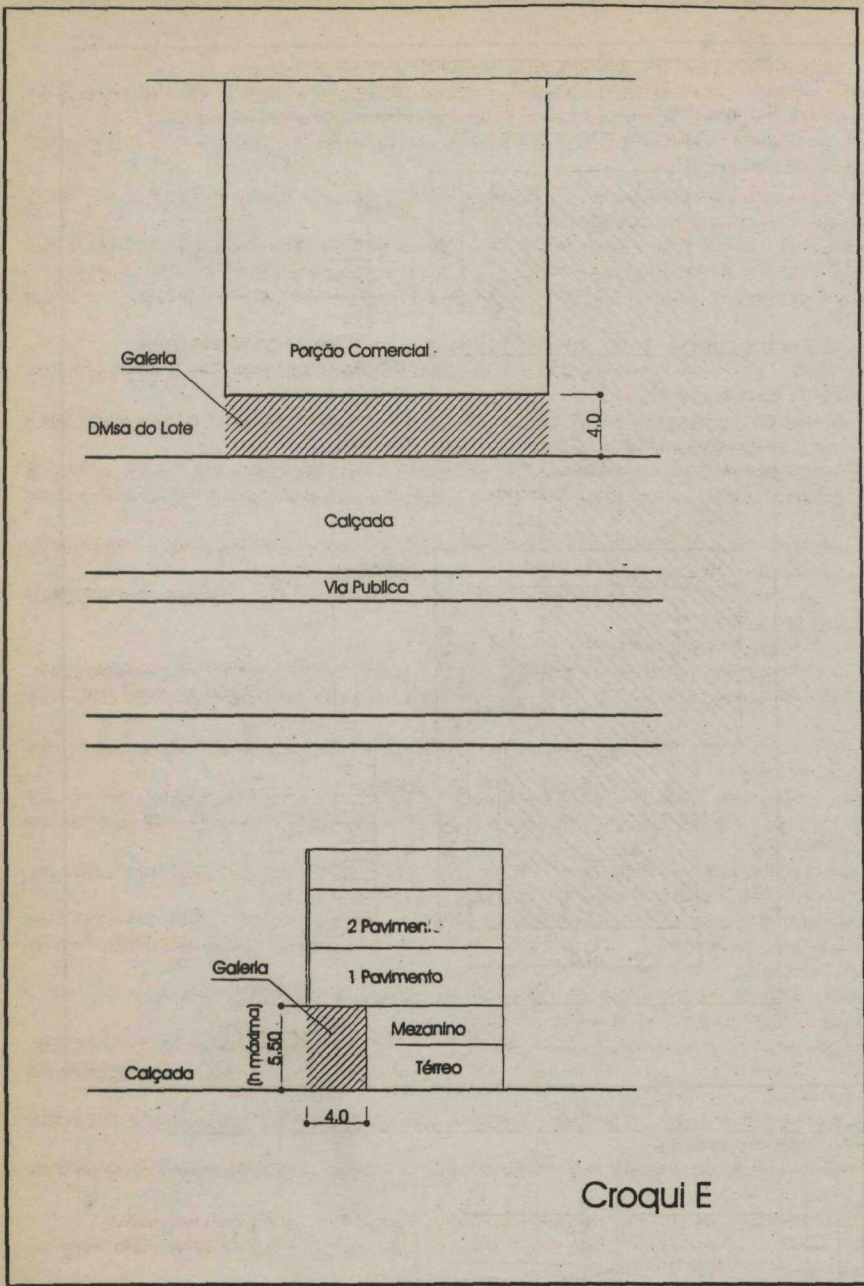 Porção Comercial
Galeria
4.0
Divisa do Lote
Calçada
Via Publica
2 Pavimen
1 Pavimento
Galeria
(h máxima)
5.50
Mezanino
Térreo
Calçada
4.0
Croqui E